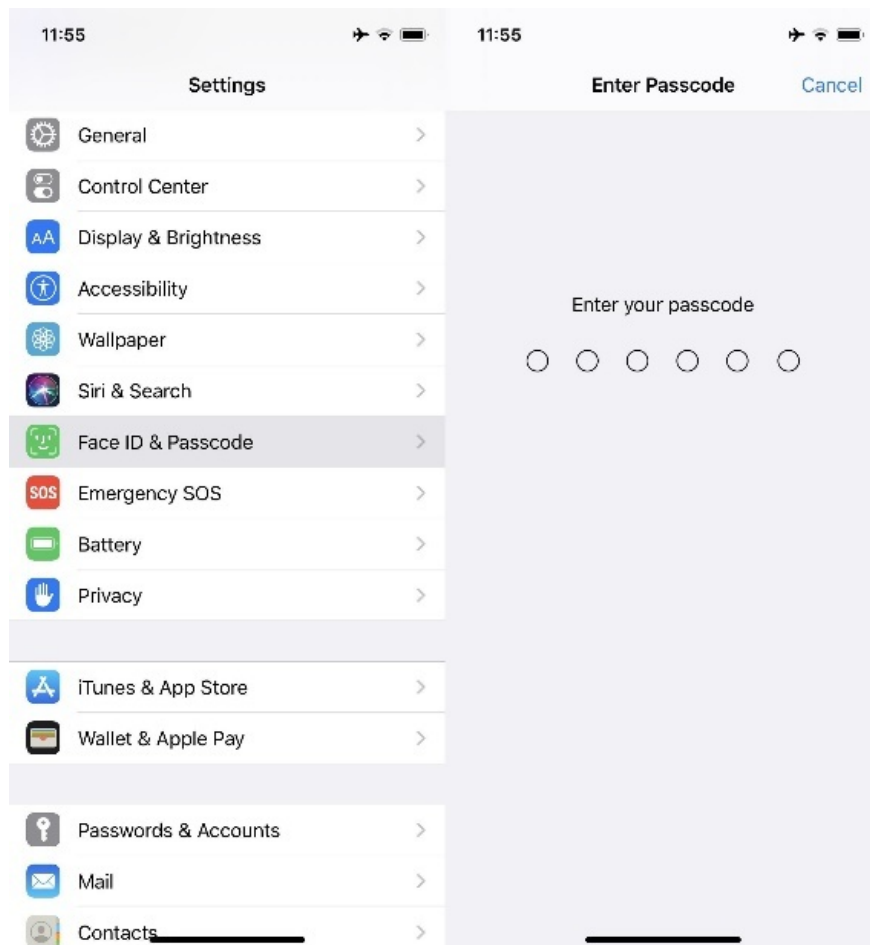 11:55
Settings
General
Control Center
AA Display & Brightness
Accessibility
Wallpaper
Siri & Search
Face ID & Passcode
SOS Emergency SOS
Battery
Privacy
iTunes & App Store
Wallet & Apple Pay
Passwords & Accounts
Mail
Contacts
11:55
Enter Passcode Cancel
Enter your passcode